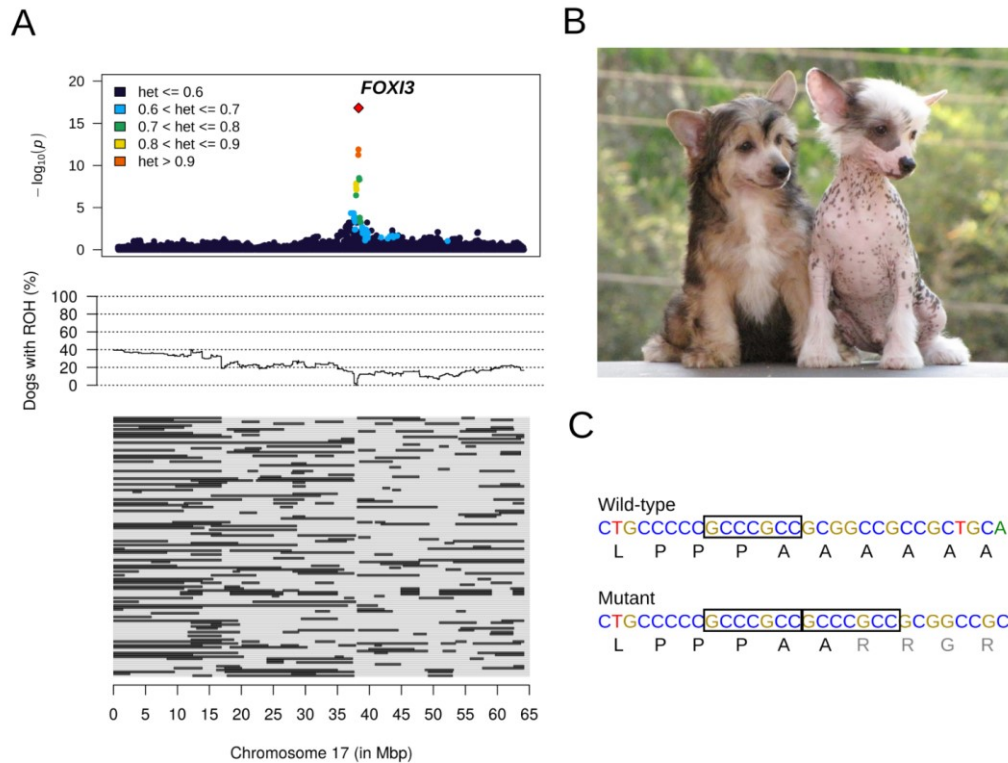 A
20
15
10
5
0
− log10(p)
het <= 0.6
0.6 < het <= 0.7
0.7 < het <= 0.8
0.8 < het <= 0.9
het > 0.9
FOXI3
Dogs with ROH (%)
100
80
60
40
20
0
0 5 10 15 20 25 30 35 40 45 50 55 60 65
Chromosome 17 (in Mbp)
B
C
Wild-type
CTGCCCCCGCCCGCCGCGGCCGCCGCTGCA
L P P P A A A A A A
Mutant
CTGCCCCCGCCCGCCGCCCGCCGCGGCCGC
L P P P A A R R G R